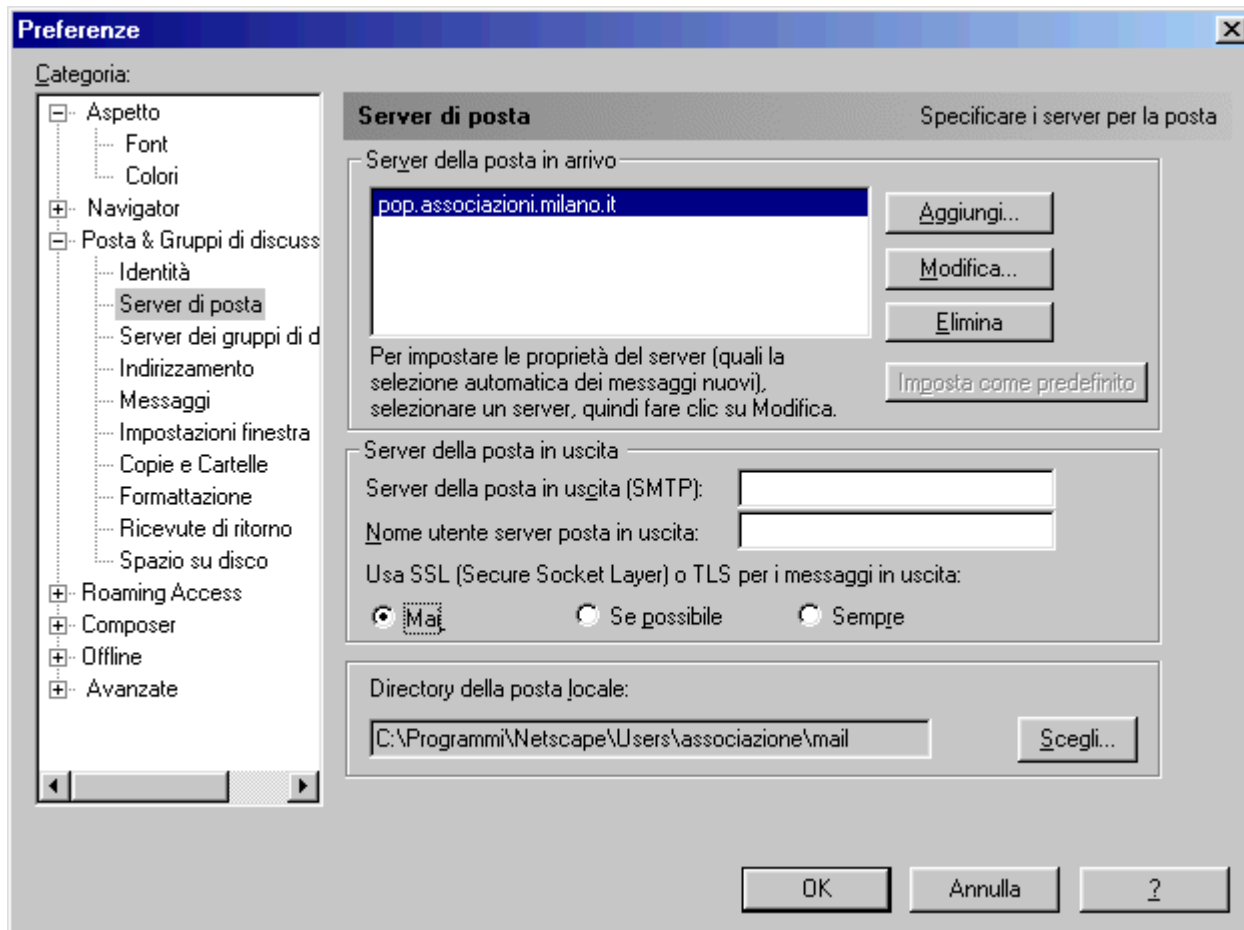 Preferenze
Categoria:
Aspetto
Font
Colori
Navigator
Posta & Gruppi di discuss
Identità
Server di posta
Server dei gruppi di d
Indirizzamento
Messaggi
Impostazioni finestra
Copie e Cartelle
Formattazione
Ricevute di ritorno
Spazio su disco
Roaming Access
Composer
Offline
Avanzate
Server di posta
Specificare i server per la posta
Server della posta in arrivo
pop.associazioni.milano.it
Aggiungi...
Modifica...
Elimina
Per impostare le proprietà del server (quali la
selezione automatica dei messaggi nuovi),
selezionare un server, quindi fare clic su Modifica.
Imposta come predefinito
Server della posta in uscita
Server della posta in uscita (SMTP):
Nome utente server posta in uscita:
Usa SSL (Secure Socket Layer) o TLS per i messaggi in uscita:
Mai
Se possibile
Sempre
Directory della posta locale:
C:\Programmi\Netscape\Users\associazione\mail
Scegli...
OK
Annulla
?